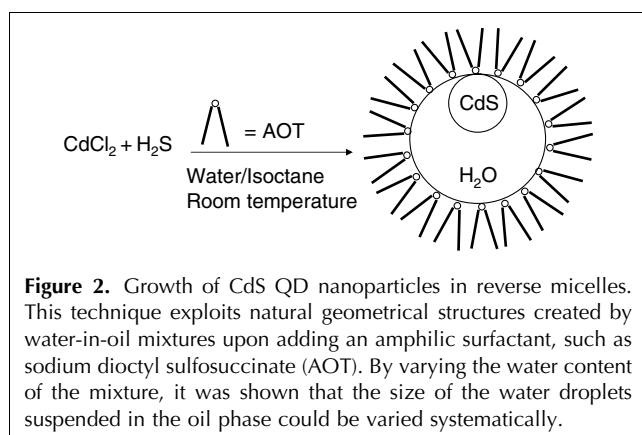 CdCl₂ + H₂S
= AOT
Water/Isoctane
Room temperature
CdS
H₂O
Figure 2. Growth of CdS QD nanoparticles in reverse micelles.
This technique exploits natural geometrical structures created by
water-in-oil mixtures upon adding an amphilic surfactant, such as
sodium dioctyl sulfosuccinate (AOT). By varying the water content
of the mixture, it was shown that the size of the water droplets
suspended in the oil phase could be varied systematically.